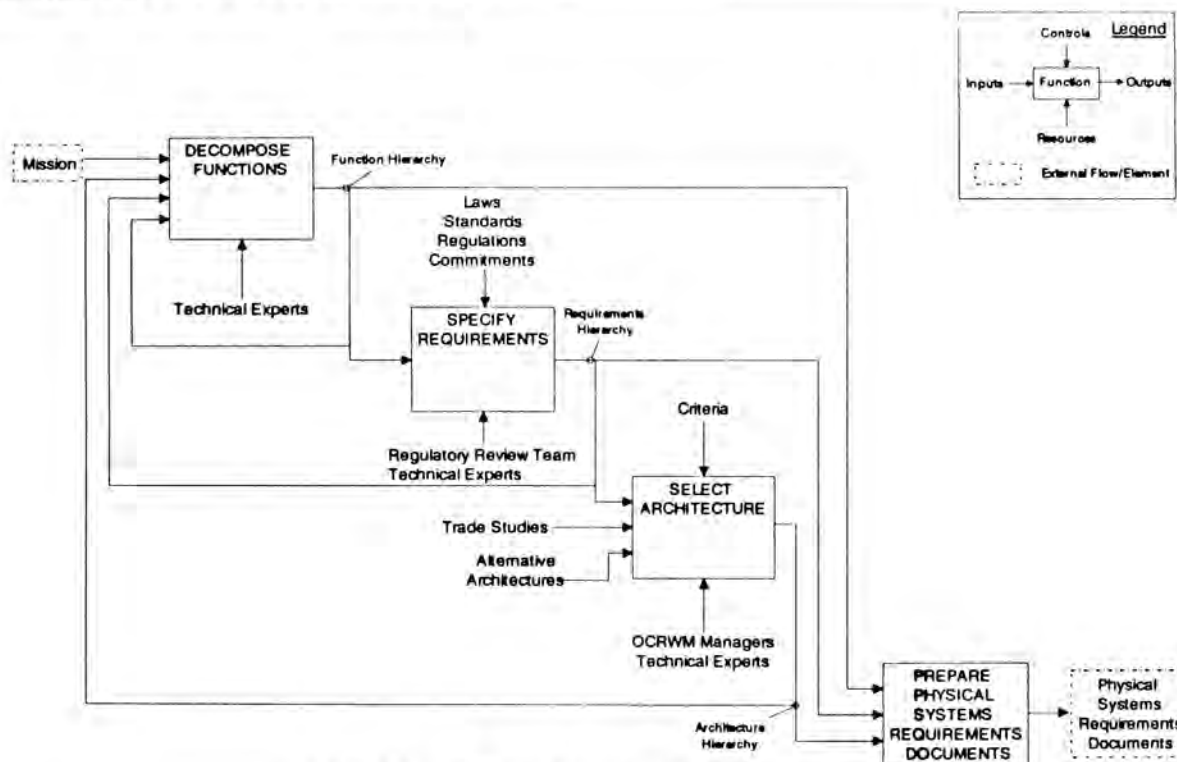 Legend
Controls
Inputs
Function
Outputs
Resources
External Flow/Element
Mission
DECOMPOSE
FUNCTIONS
Function Hierarchy
Technical Experts
Laws
Standards
Regulations
Commitments
SPECIFY
REQUIREMENTS
Requirements
Hierarchy
Regulatory Review Team
Technical Experts
Criteria
SELECT
ARCHITECTURE
Trade Studies
Alternative
Architectures
OCRWM Managers
Technical Experts
Architecture
Hierarchy
PREPARE
PHYSICAL
SYSTEMS
REQUIREMENTS
DOCUMENTS
Physical
Systems
Requirements
Documents